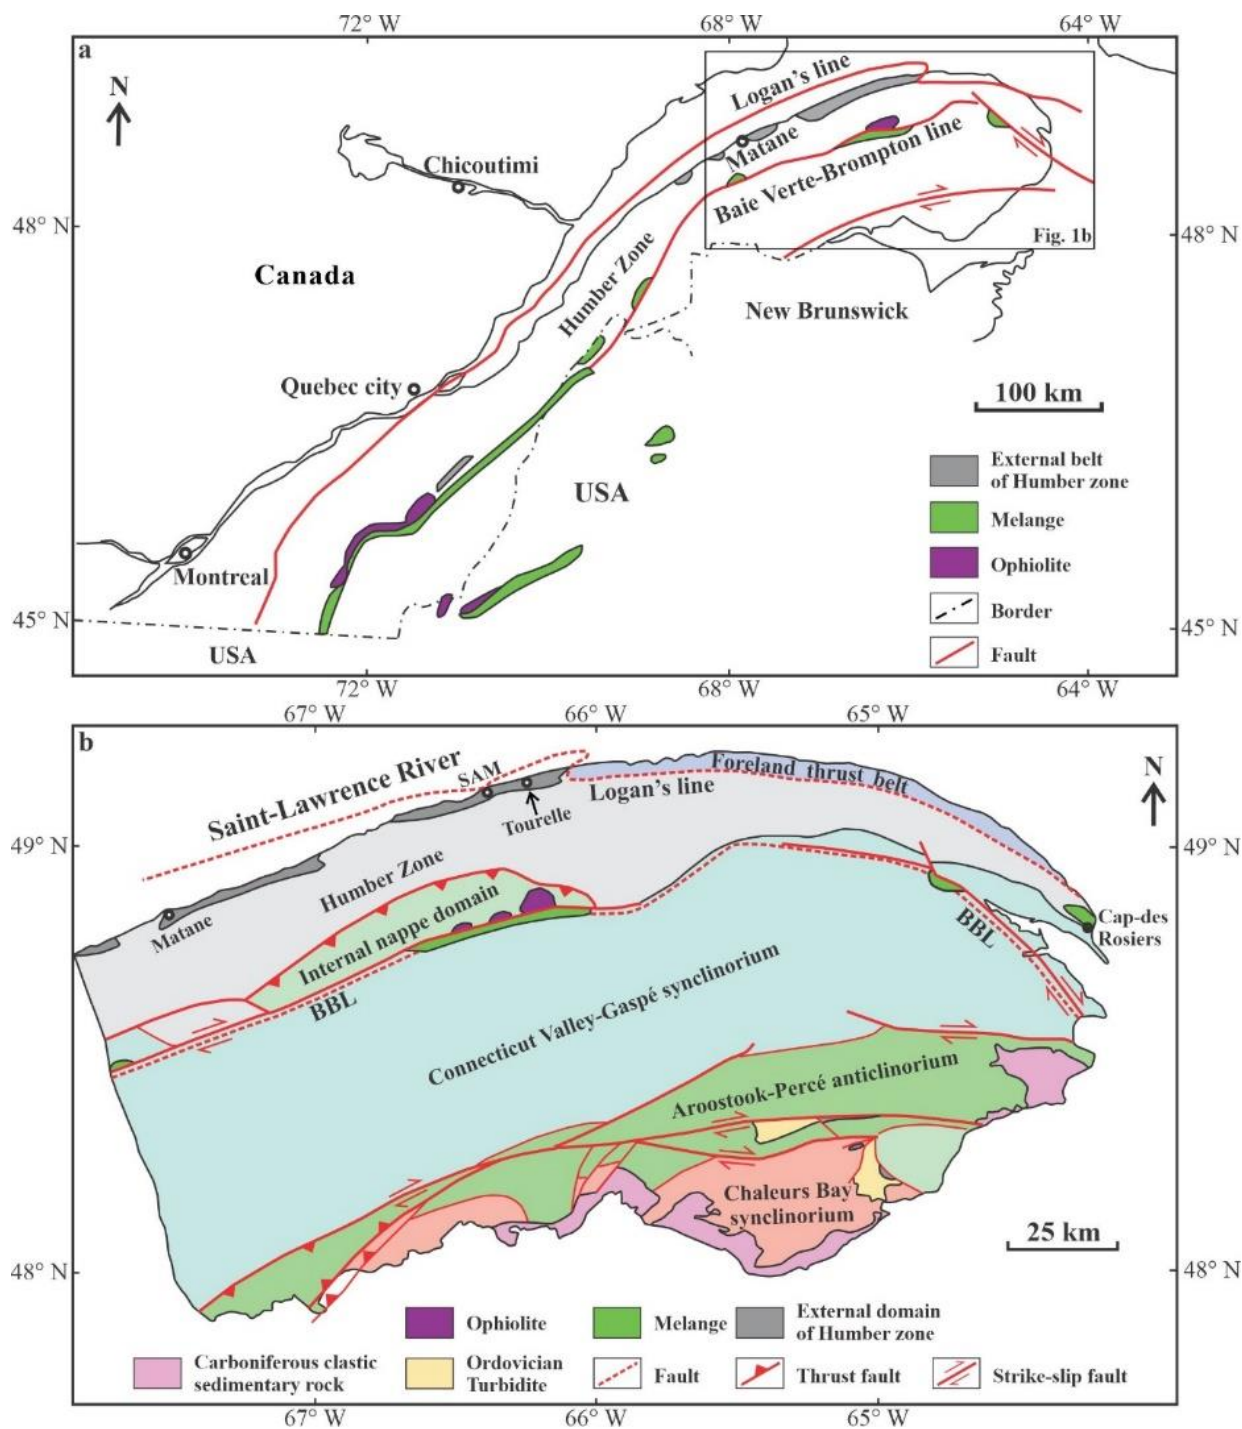 72° W 68° W 64° W
a
N
Logan's line
Matane
Baie Verte-Brompton line
Chicoutimi
48° N
48° N
Fig. 1b
Canada
Humber Zone
New Brunswick
Quebec city
100 km
External belt
of Humber zone
USA
Melange
Montreal
Ophiolite
Border
45° N
45° N
USA
Fault
72° W 68° W 64° W
67° W 66° W 65° W
b
Saint-Lawrence River
SAM
Foreland thrust belt
N
Logan's line
Tourelle
49° N
49° N
Humber Zone
Matane
Internal nappe domain
BBL
Cap-des
Rosiers
BBL
Connecticut Valley-Gaspé synclinorium
Aroostook-Percé anticlinorium
Chaleurs Bay
synclinorium
25 km
48° N
48° N
Ophiolite
Melange
External domain
of Humber zone
Carboniferous clastic
sedimentary rock
Ordovician
Turbidite
Fault
Thrust fault
Strike-slip fault
67° W 66° W 65° W